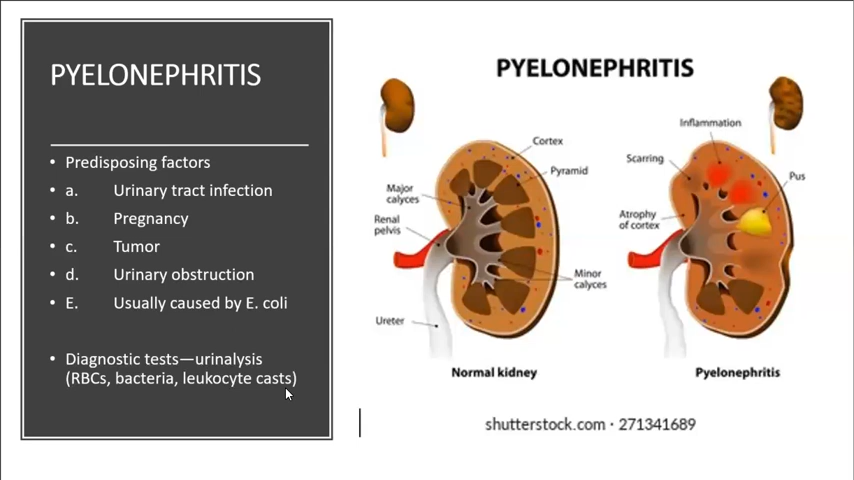 PYELONEPHRITIS
• Predisposing factors
• a. Urinary tract infection
• b. Pregnancy
• c. Tumor
• d. Urinary obstruction
• E. Usually caused by E. coli
• Diagnostic tests—urinalysis
(RBCs, bacteria, leukocyte casts)
PYELONEPHRITIS
Cortex
Pyramid
Major
calyces
Renal
pelvis
Minor
calyces
Ureter
Normal kidney
Inflammation
Scarring
Pus
Atrophy
of cortex
Pyelonephritis
shutterstock.com · 271341689